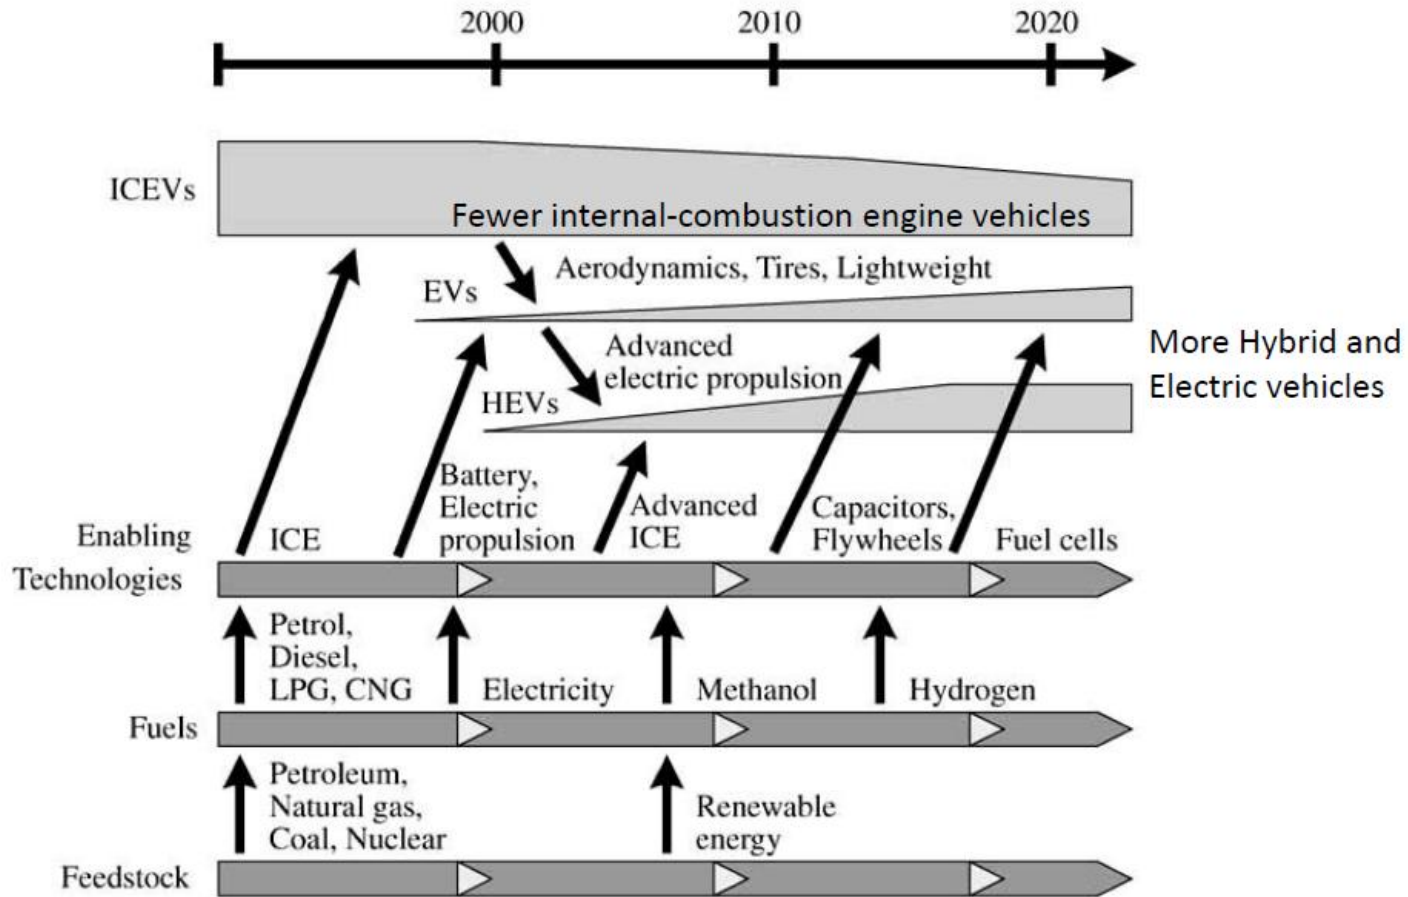 2000
2010
2020
ICEVs
Fewer internal-combustion engine vehicles
Aerodynamics, Tires, Lightweight
EVs
Advanced
electric propulsion
More Hybrid and
Electric vehicles
HEVs
Battery,
Electric
propulsion
Advanced
ICE
Capacitors,
Flywheels
Fuel cells
Enabling
Technologies
ICE
Petrol,
Diesel,
LPG, CNG
Electricity
Methanol
Hydrogen
Fuels
Petroleum,
Natural gas,
Coal, Nuclear
Renewable
energy
Feedstock